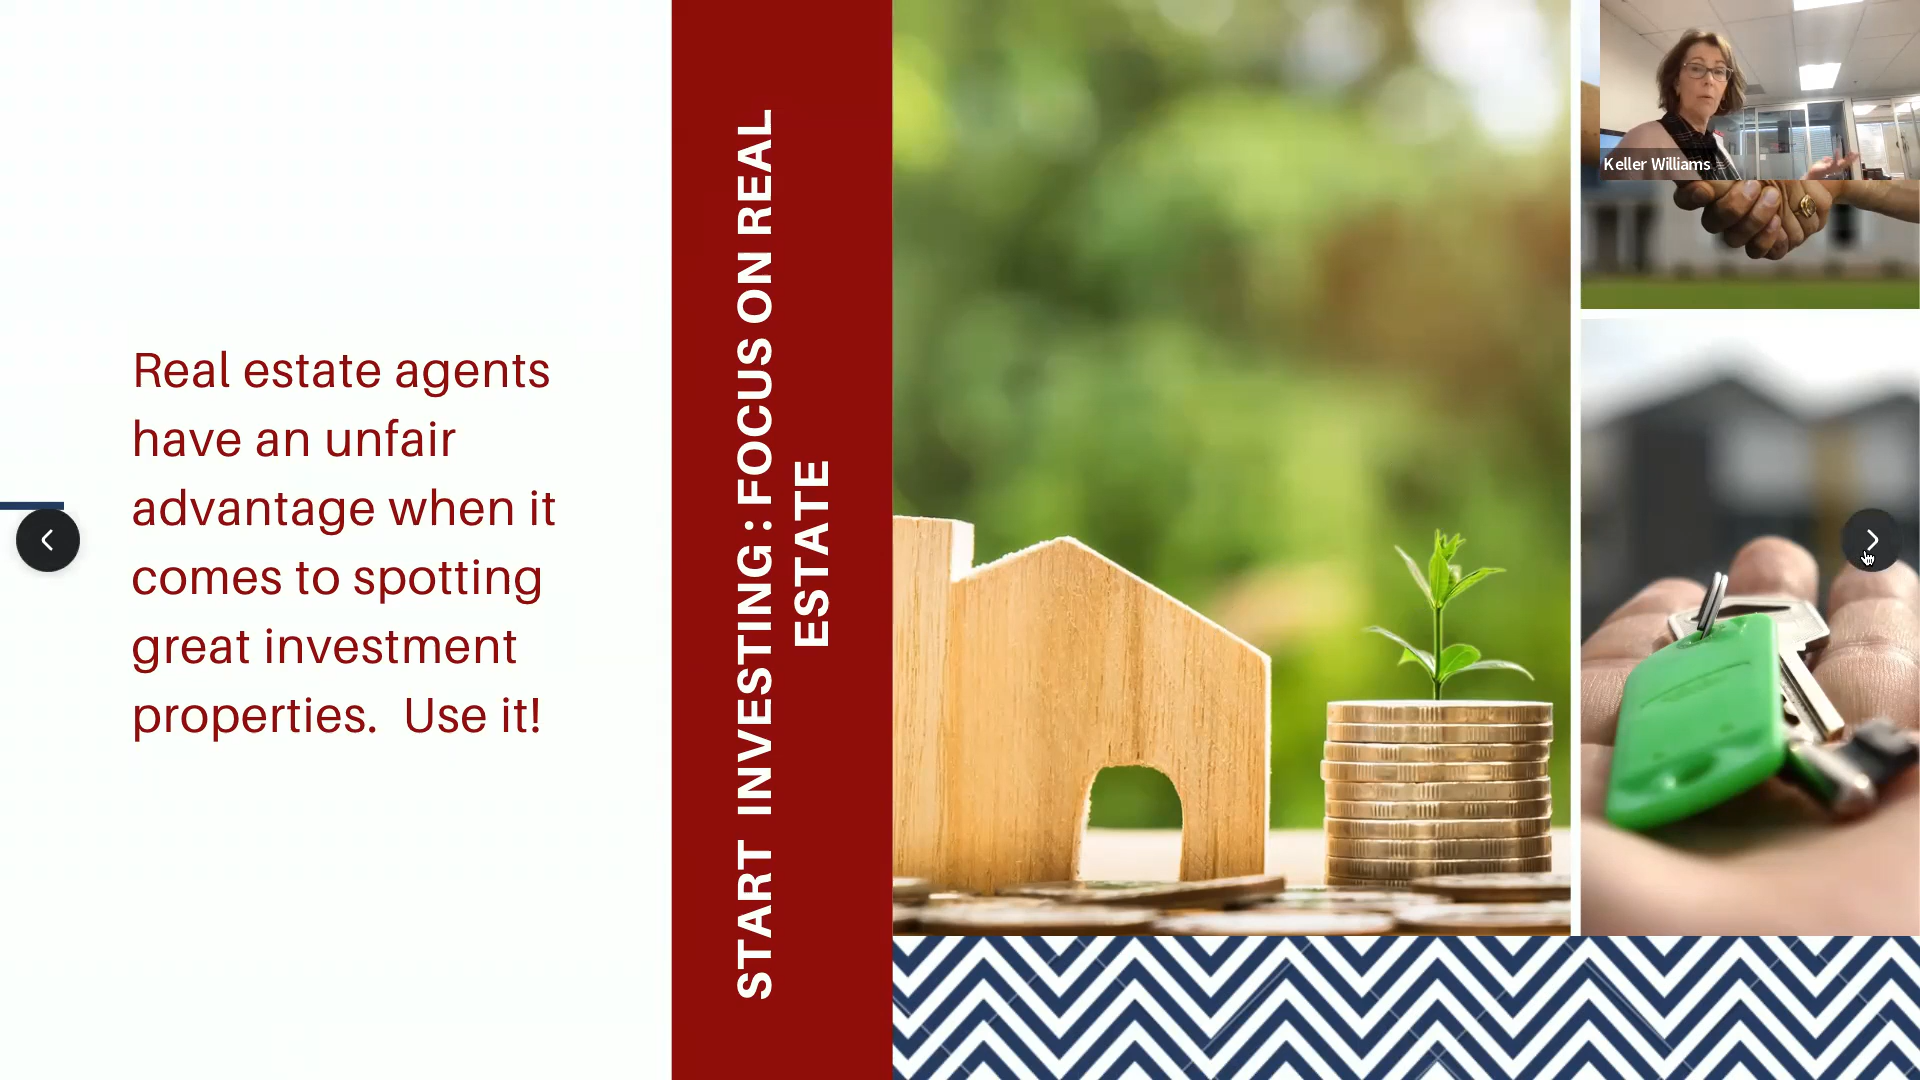 Real estate agents
have an unfair
advantage when it
comes to spotting
great investment
properties.  Use it!
START  INVESTING : FOCUS ON REAL
ESTATE
Keller Williams